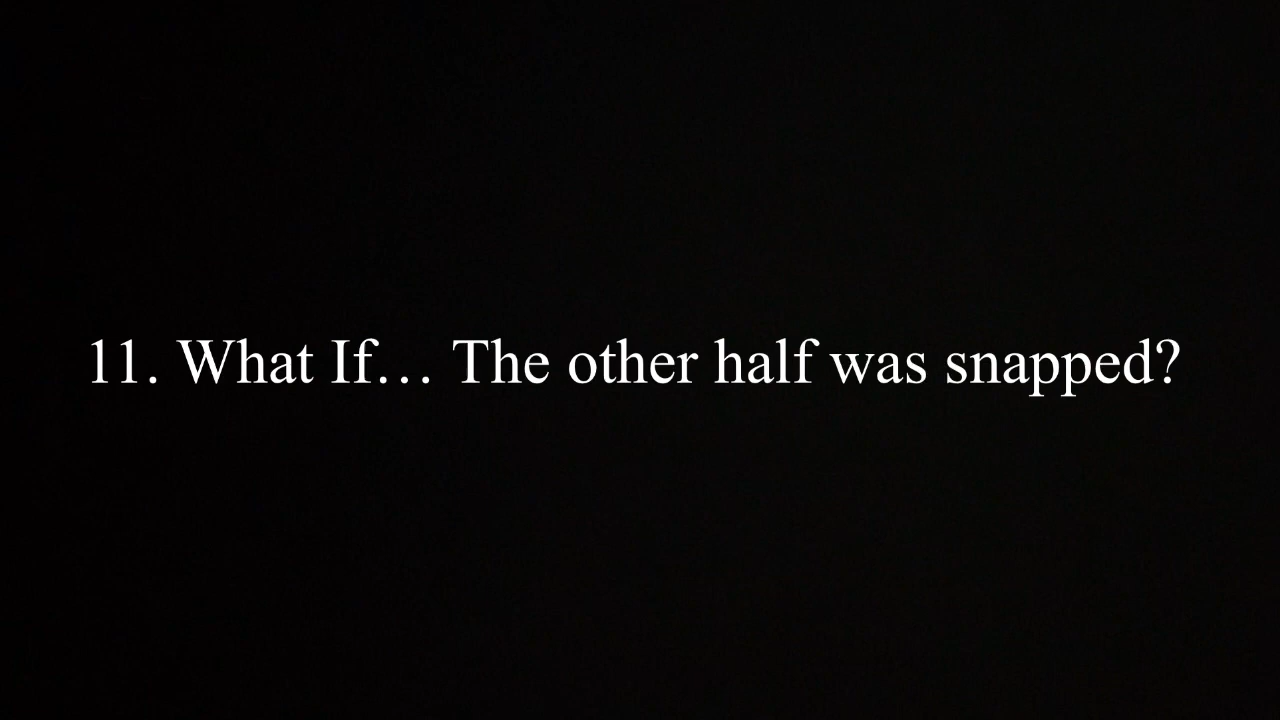 11. What If… The other half was snapped?